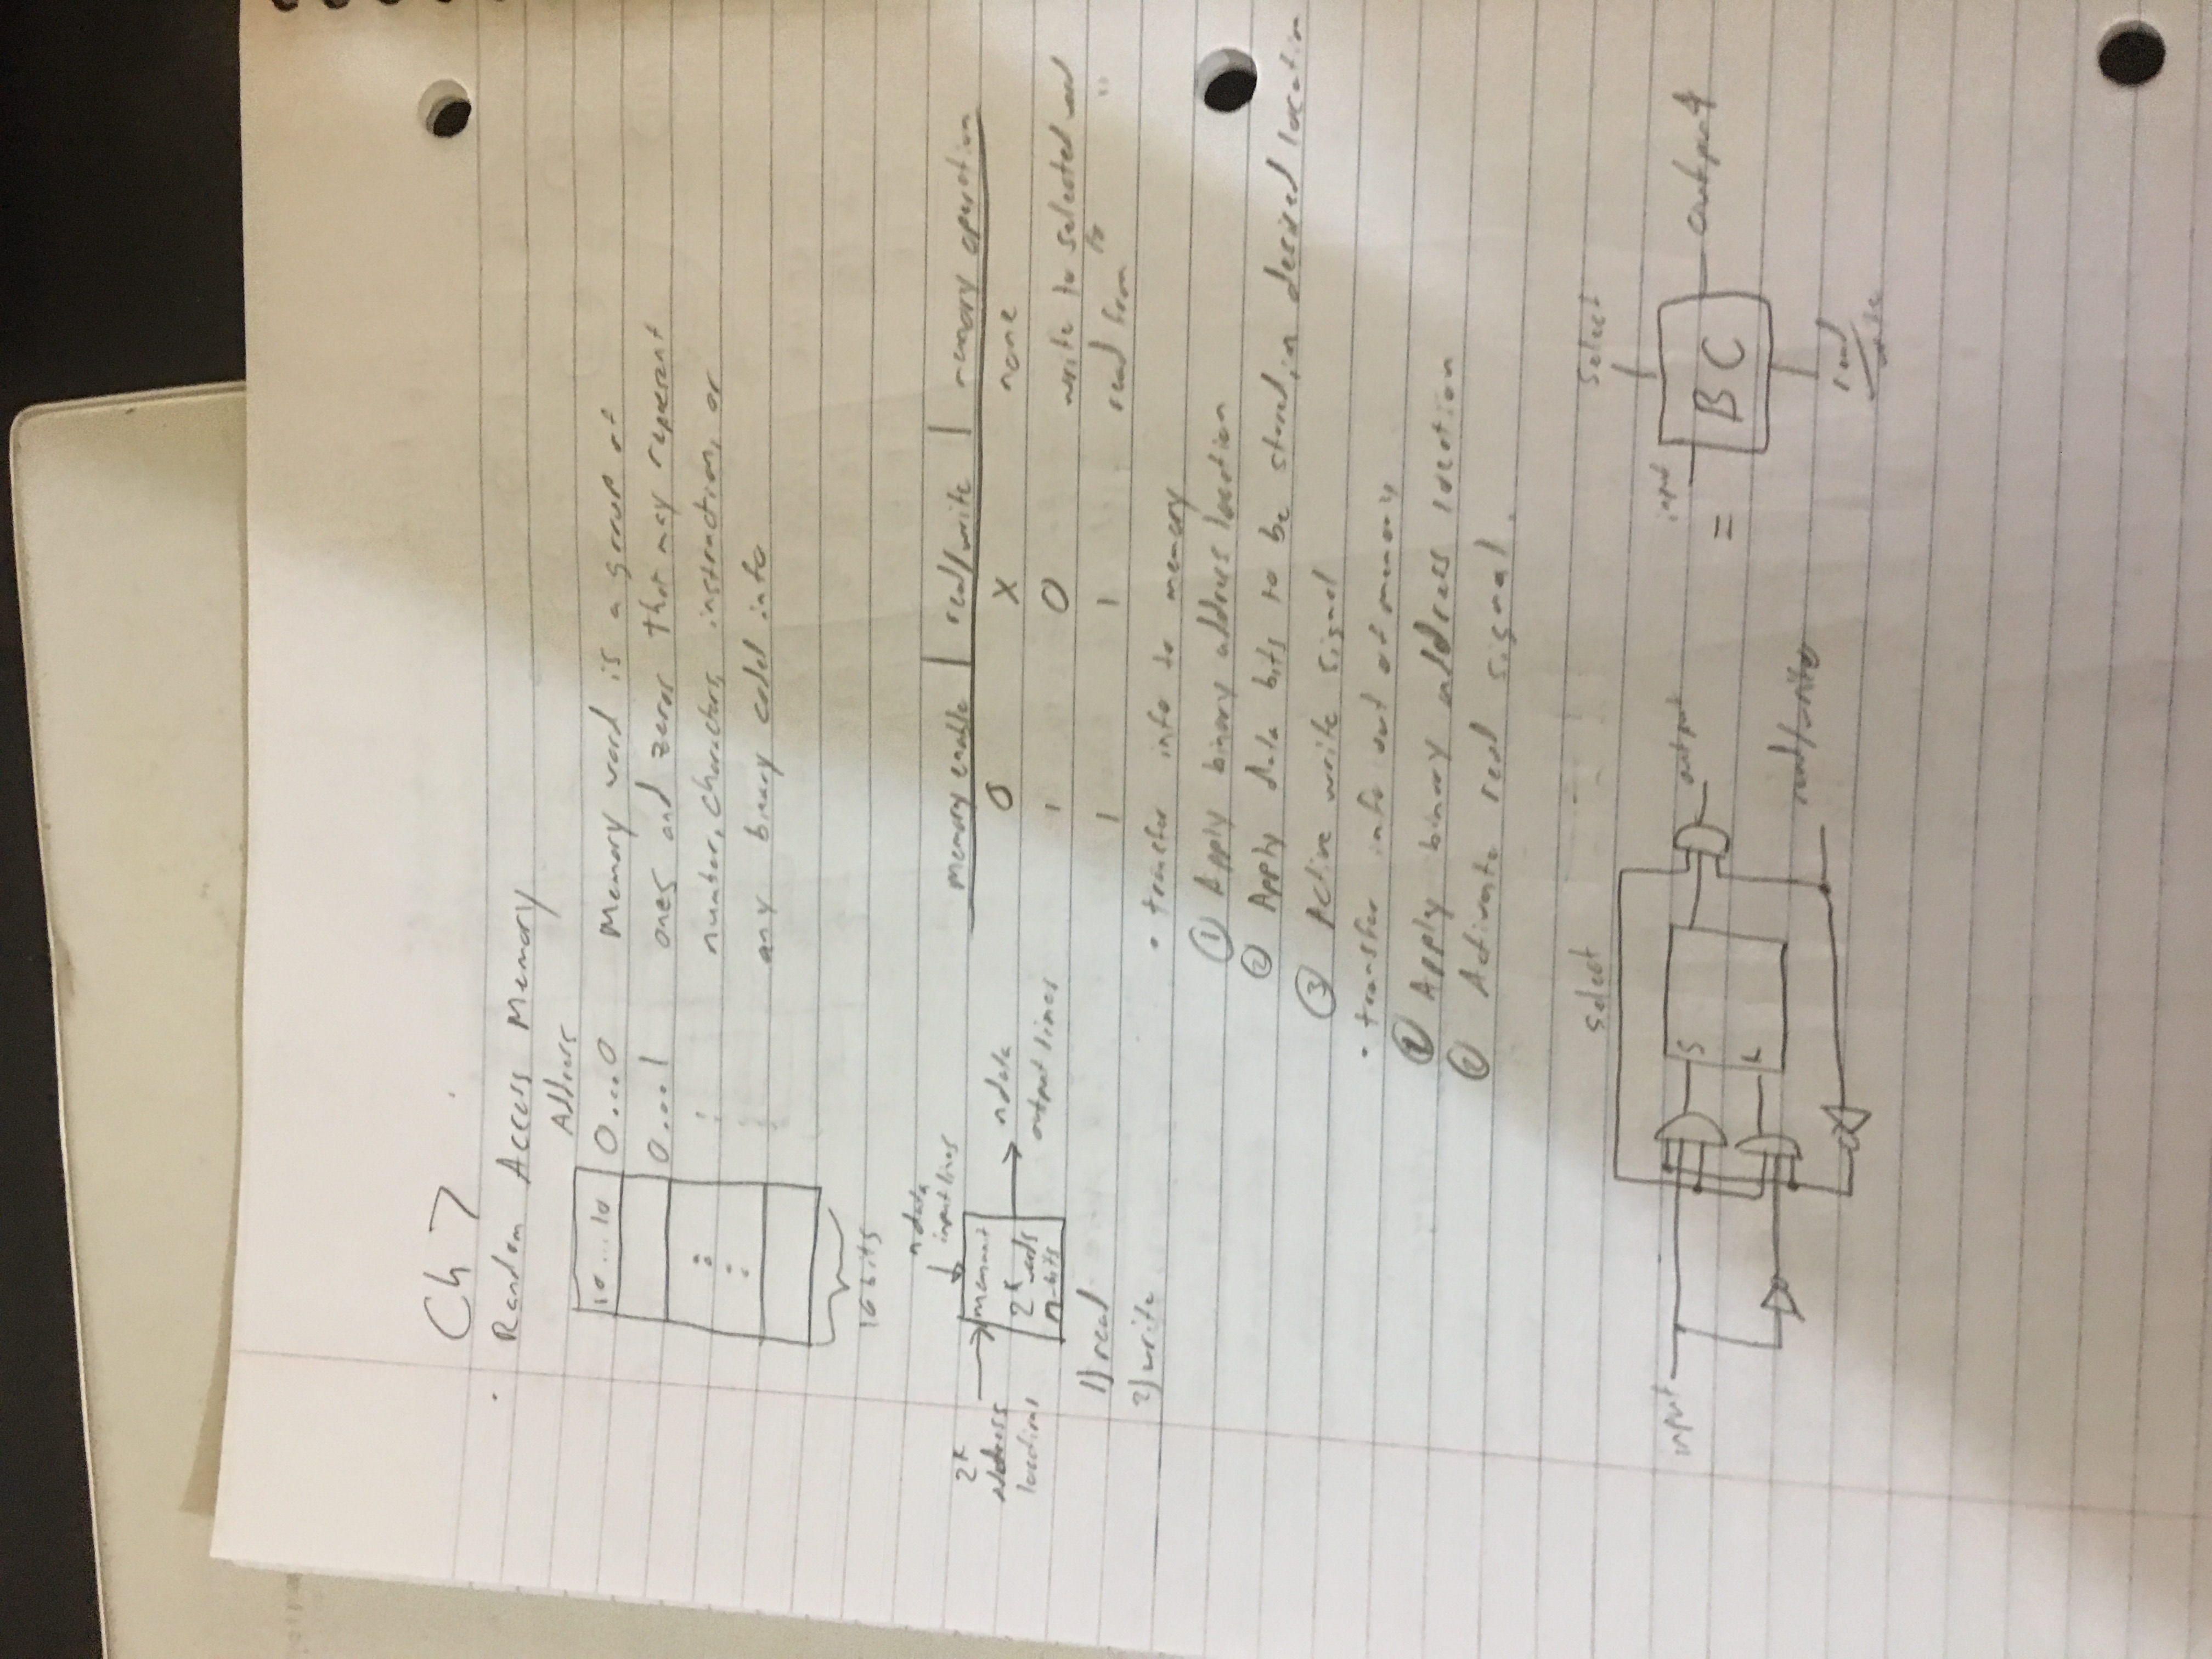 Ch 7
Random Access Memory
Address
10...10 0...0 Memory word is a group of
0...1 ones and zeros that may represent
number, characters, instruction, or
any binary coded info
16 bits
n data
input lines
2^k
address
locations
memory
2^k words
n-bits
n data
output lines
1) read
2) write
memory enable | read/write | memory operation
0 X none
1 0 write to selected word
1 1 read from " "
• transfer info to memory
① Apply binary address location
② Apply data bits to be stored in desired location
③ Active write signal
• transfer info out of memory
① Apply binary address location
② Activate read signal.
select
input
S
output
read/write
=
select
input
BC
output
read
write